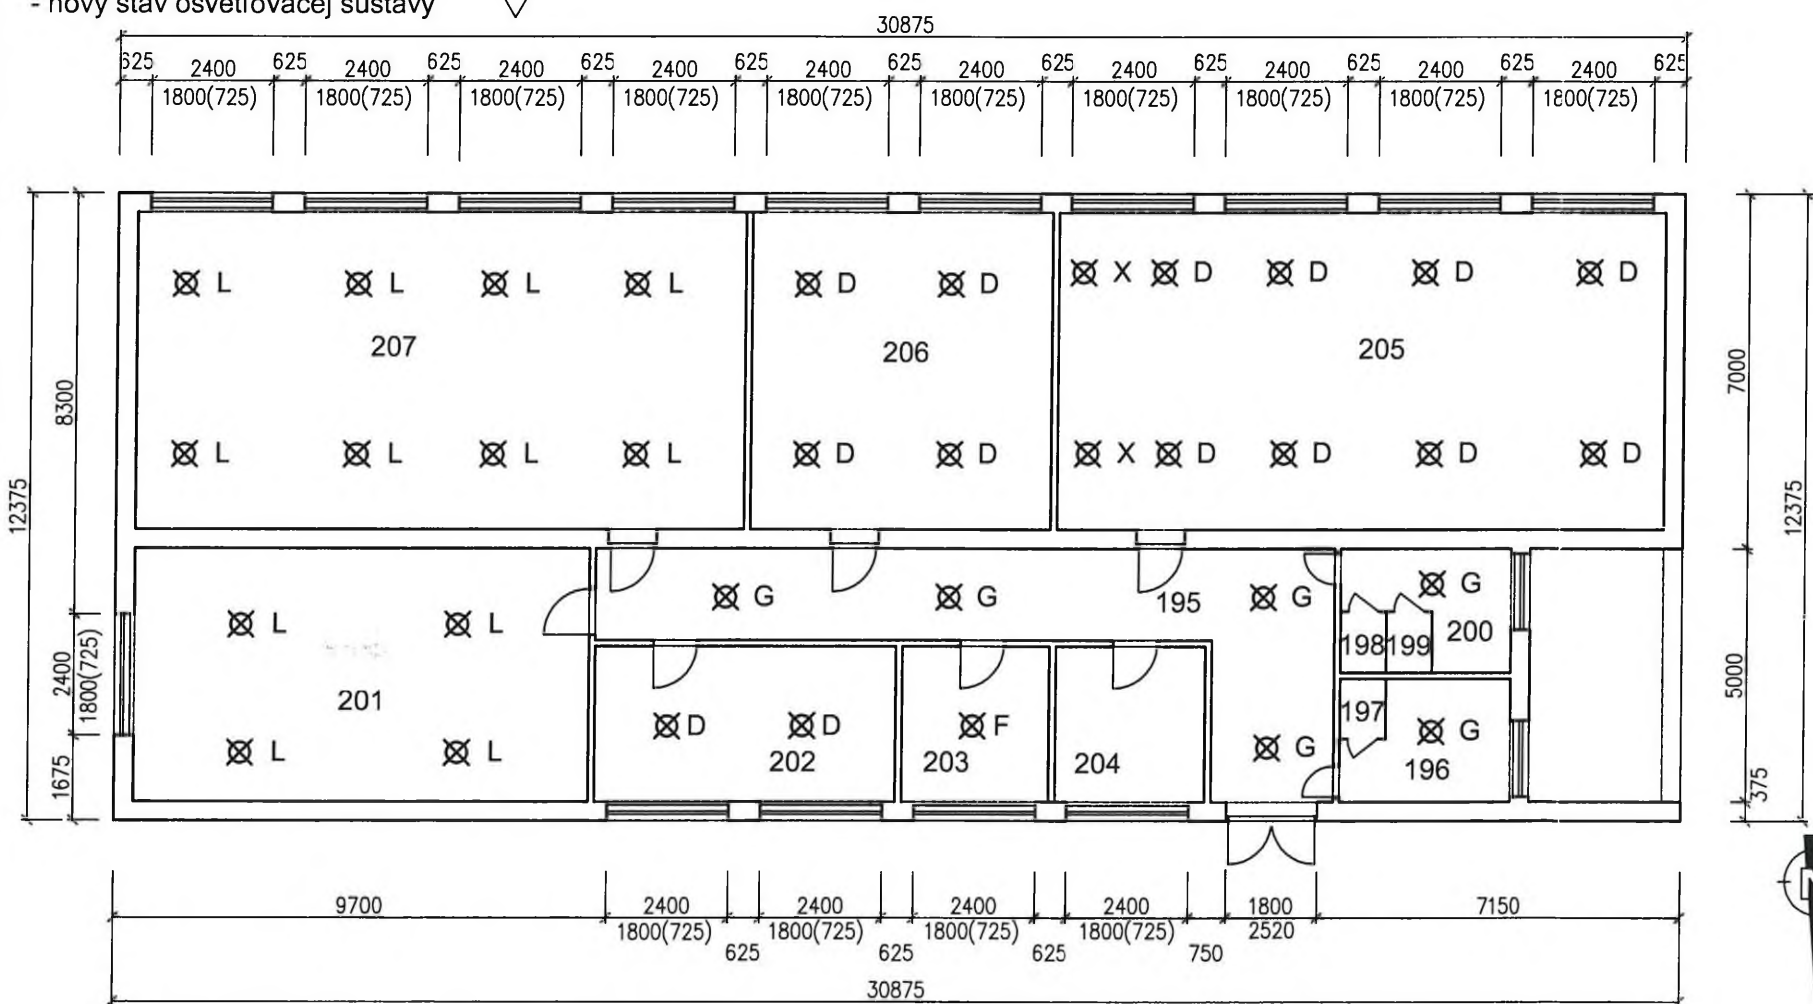 - nový stav osvetľovacej sústavy
30875
625 2400 625 2400 625 2400 625 2400 625 2400 625 2400 625 2400 625 2400 625 2400 625 2400 625
1800(725) 1800(725) 1800(725) 1800(725) 1800(725) 1800(725) 1800(725) 1800(725) 1800(725) 1800(725)
L L L L D D X D D D D
207 206 205
L L L L D D X D D D D
12375
8300
2400
1800(725)
1675
7000
5000
375
12375
G G 195 G G
198 199 200
L L
201
L L
D D 202
F
203
204
G
197
G
196
9700 2400 2400 2400 2400 1800 7150
1800(725) 1800(725) 1800(725) 1800(725) 2520
625 625 625 750
30875